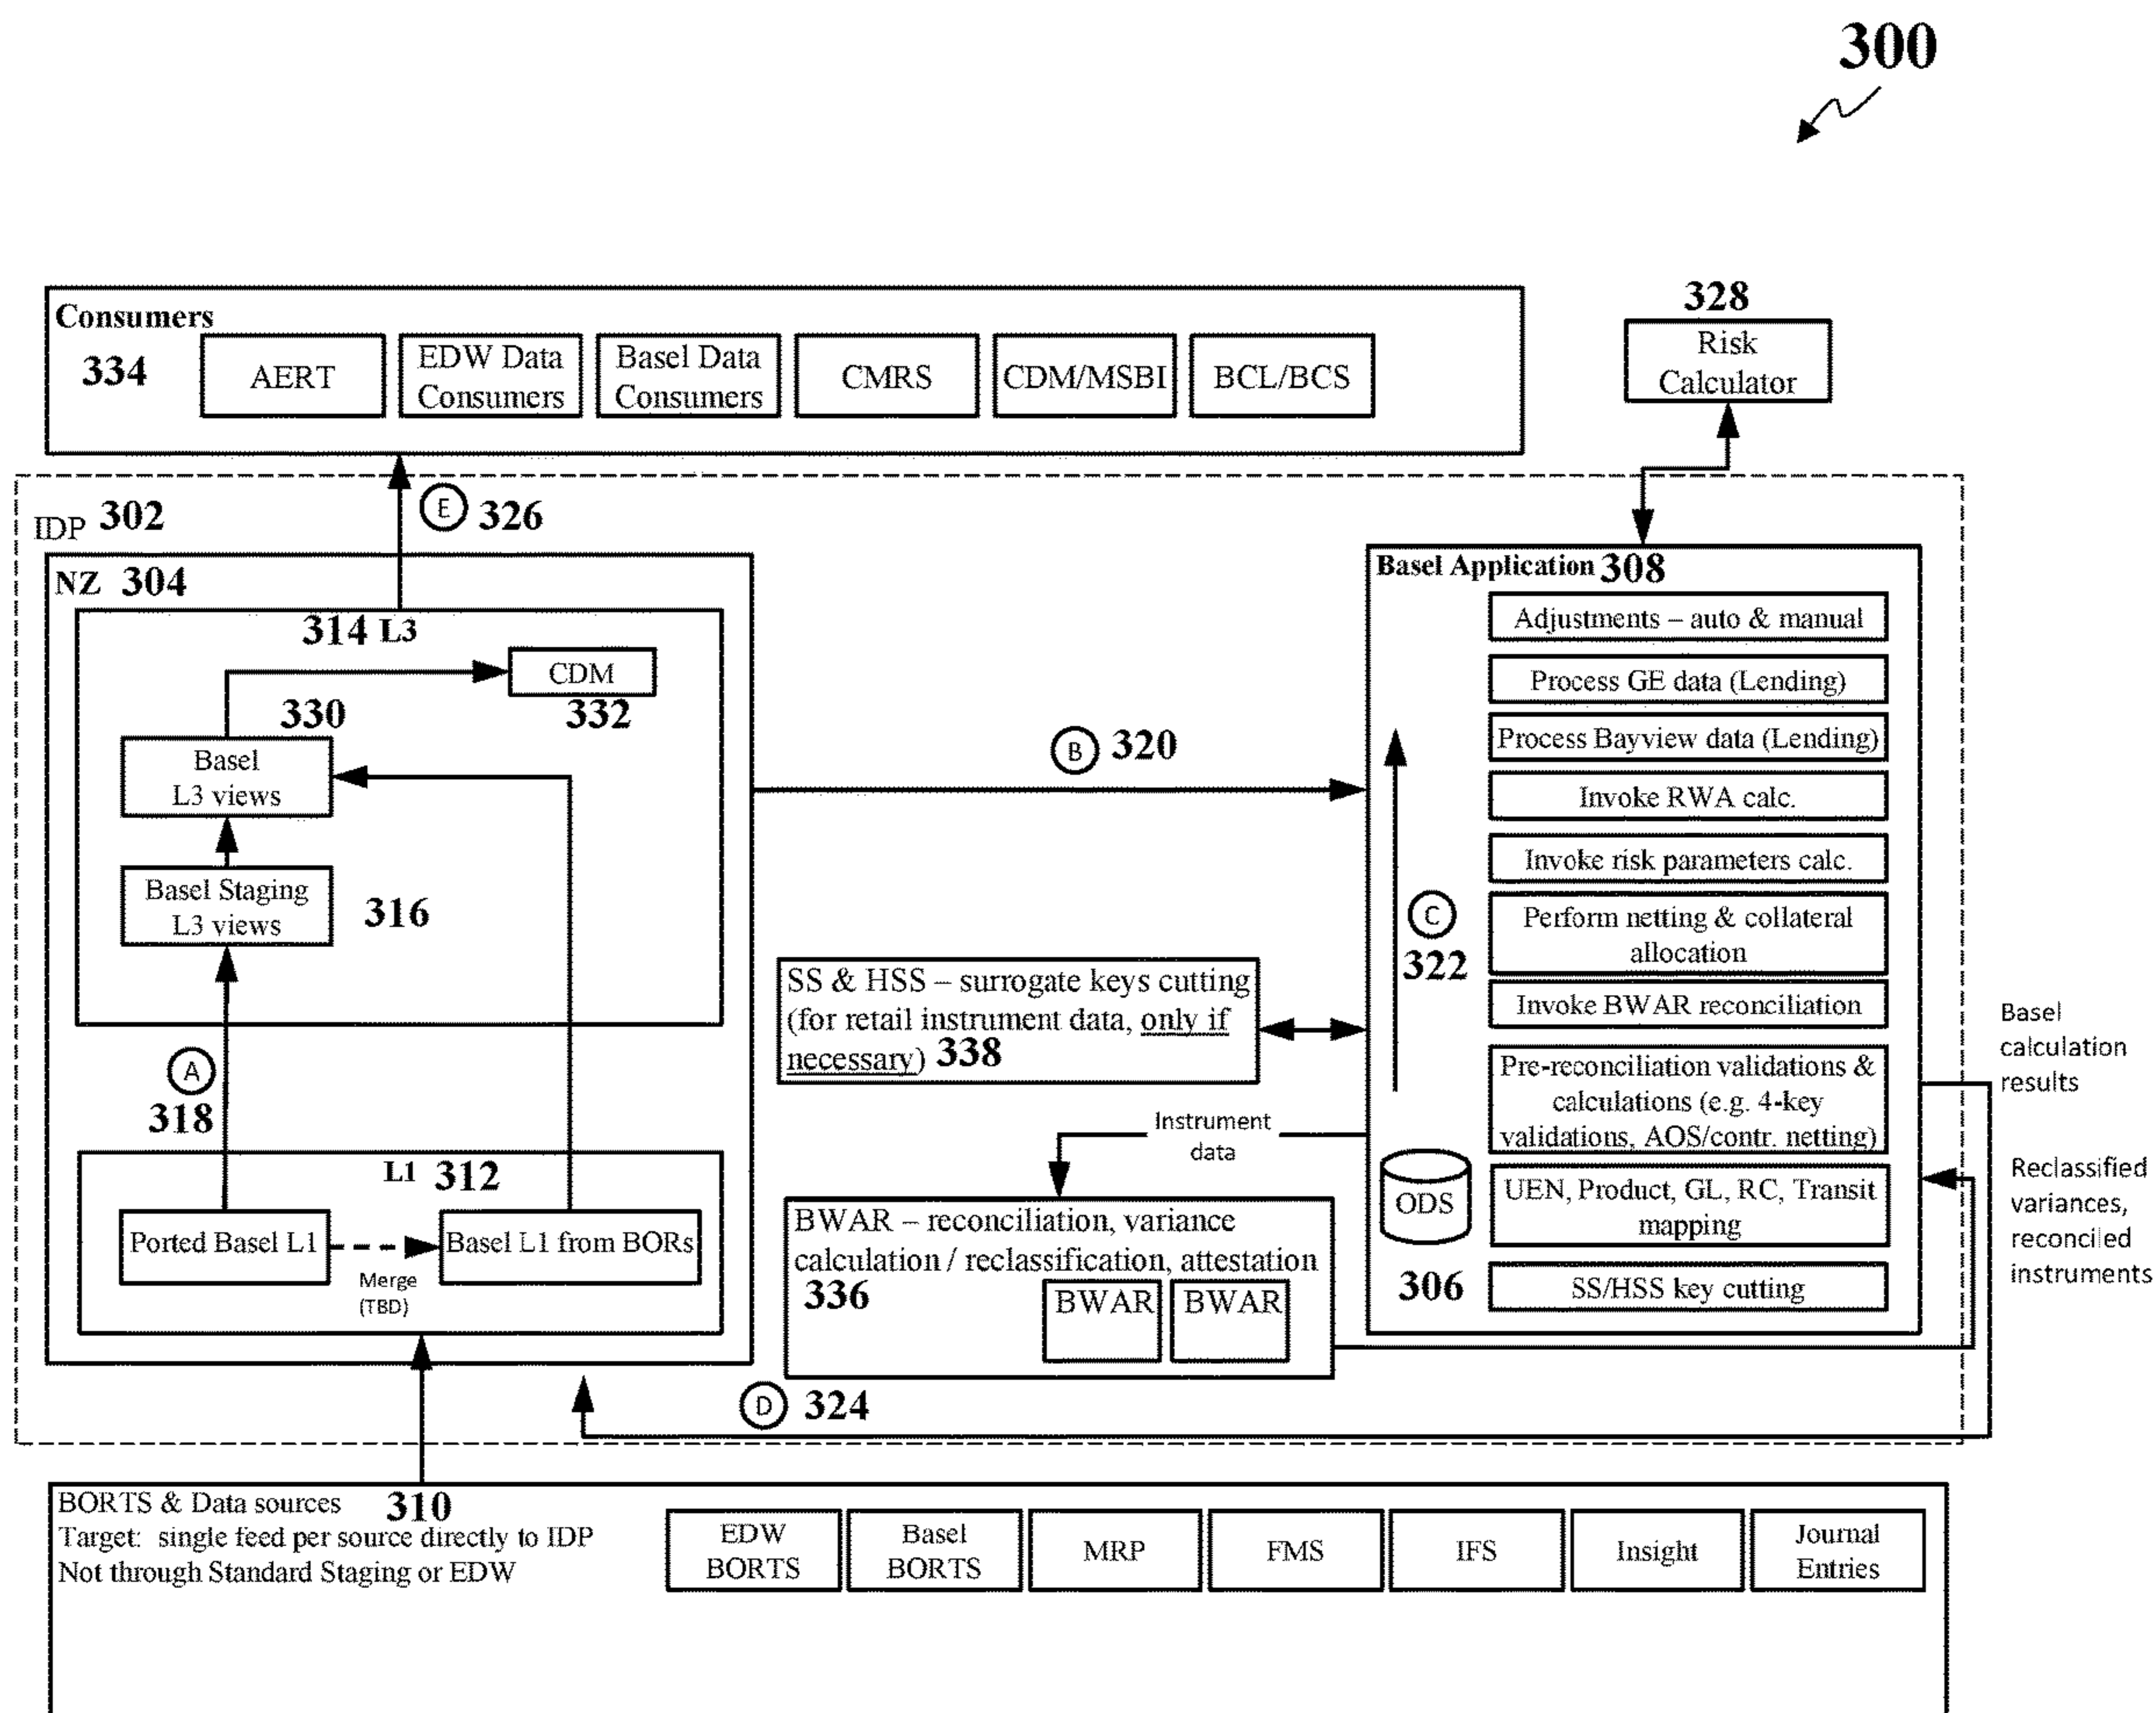 300
Consumers
334
AERT
EDW Data
Consumers
Basel Data
Consumers
CMRS
CDM/MSBI
BCL/BCS
328
Risk
Calculator
IDP 302
E 326
NZ 304
314 L3
CDM
332
330
Basel
L3 views
Basel Staging
L3 views
316
A
318
L1 312
Ported Basel L1
Merge
(TBD)
Basel L1 from BORs
B 320
Basel Application 308
Adjustments – auto & manual
Process GE data (Lending)
Process Bayview data (Lending)
Invoke RWA calc.
Invoke risk parameters calc.
Perform netting & collateral
allocation
Invoke BWAR reconciliation
Pre-reconciliation validations &
calculations (e.g. 4-key
validations, AOS/contr. netting)
UEN, Product, GL, RC, Transit
mapping
SS/HSS key cutting
C
322
ODS
306
SS & HSS – surrogate keys cutting
(for retail instrument data, only if
necessary) 338
Instrument
data
BWAR – reconciliation, variance
calculation / reclassification, attestation
336
BWAR
BWAR
Basel
calculation
results
Reclassified
variances,
reconciled
instruments
D 324
BORTS & Data sources 310
Target: single feed per source directly to IDP
Not through Standard Staging or EDW
EDW
BORTS
Basel
BORTS
MRP
FMS
IFS
Insight
Journal
Entries